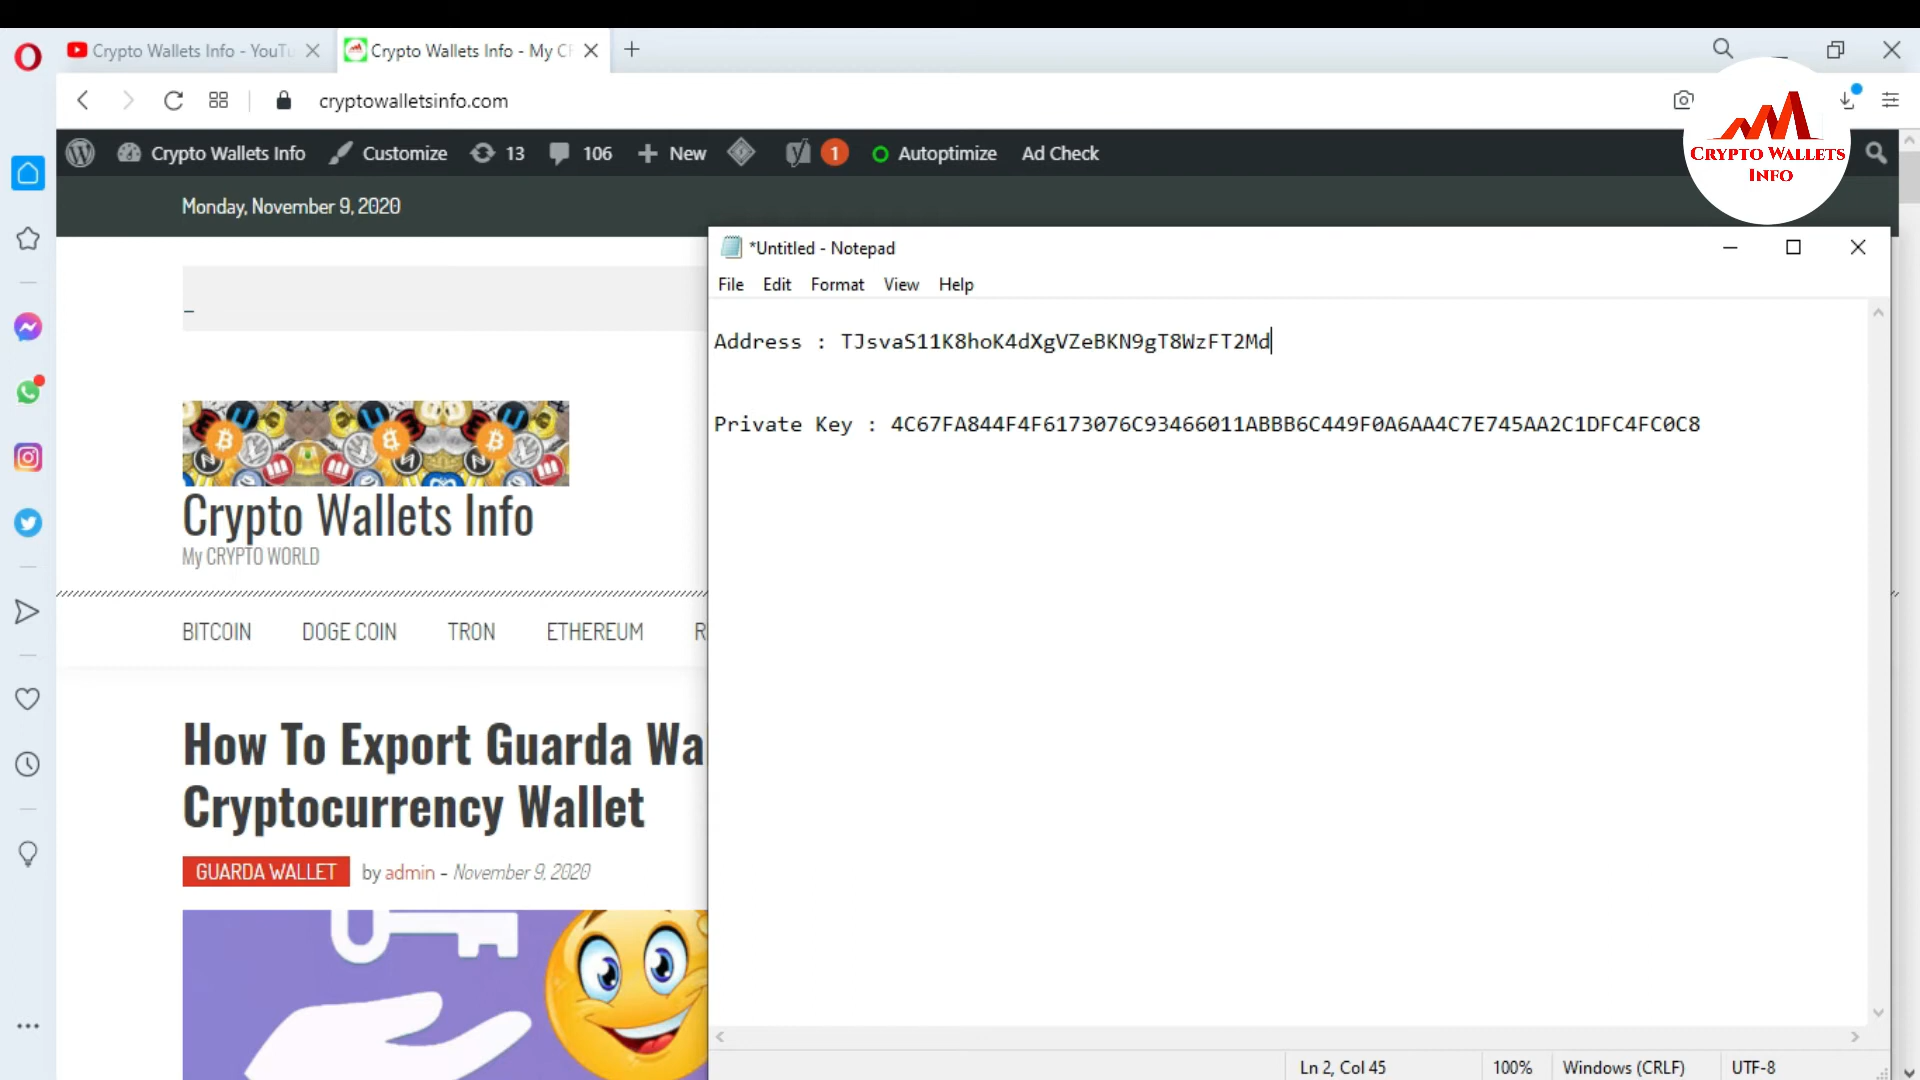 Crypto Wallets Info - YouTu
Crypto Wallets Info - My C
cryptowalletsinfo.com
Crypto Wallets Info
Customize
13
106
New
1
Autoptimize
Ad Check
CRYPTO WALLETS
INFO
Monday, November 9, 2020
*Untitled - Notepad
File Edit Format View Help
Address : TJsvaS11K8hoK4dXgVZeBKN9gT8WzFT2Md
Private Key : 4C67FA844F4F6173076C93466011ABBB6C449F0A6AA4C7E745AA2C1DFC4FC0C8
Crypto Wallets Info
My CRYPTO WORLD
BITCOIN DOGE COIN TRON ETHEREUM R
How To Export Guarda Wa
Cryptocurrency Wallet
GUARDA WALLET by admin - November 9, 2020
Ln 2, Col 45 100% Windows (CRLF) UTF-8